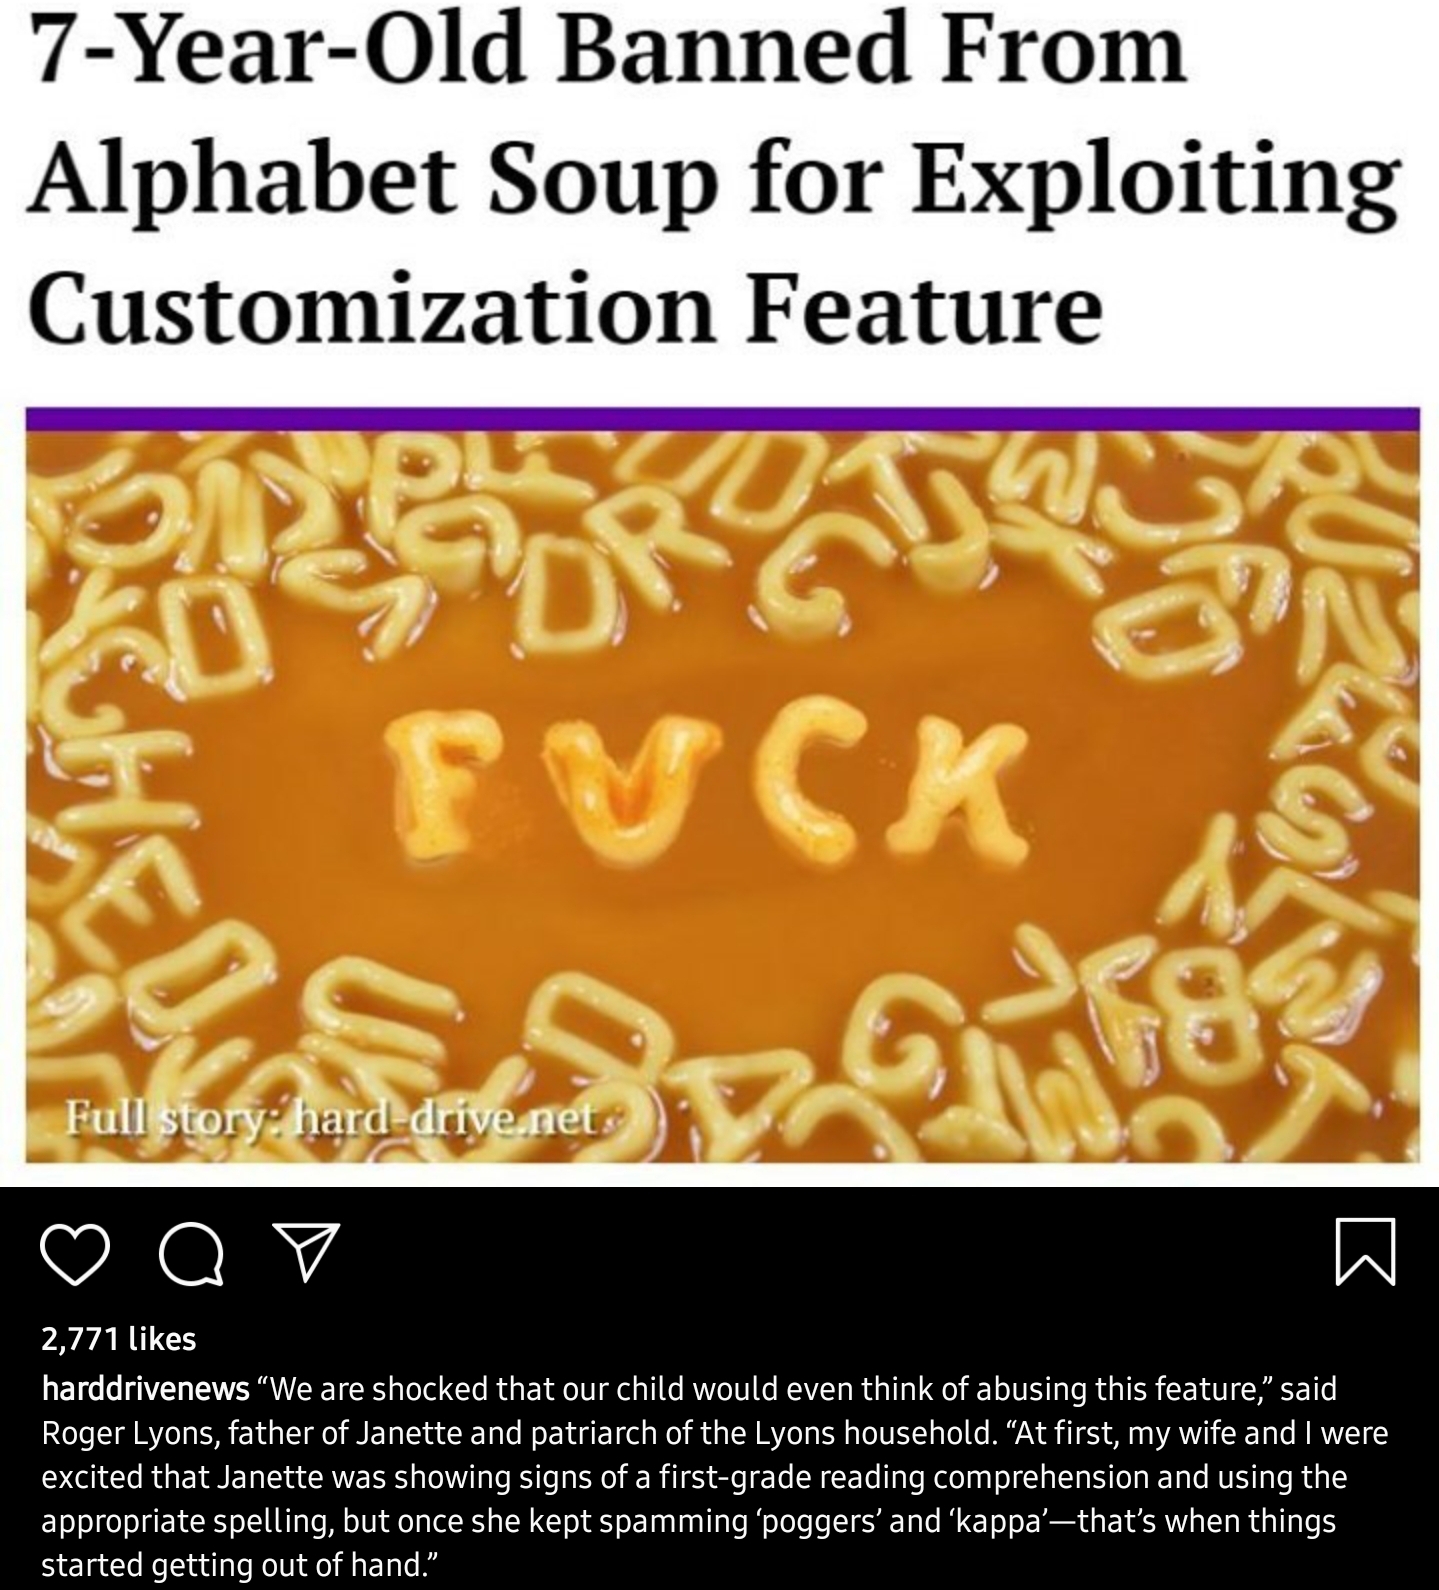 7-Year-Old Banned From
Alphabet Soup for Exploiting
Customization Feature
FUCK
Full story: hard-drive.net
2,771 likes
harddrivenews “We are shocked that our child would even think of abusing this feature,” said
Roger Lyons, father of Janette and patriarch of the Lyons household. “At first, my wife and I were
excited that Janette was showing signs of a first-grade reading comprehension and using the
appropriate spelling, but once she kept spamming ‘poggers’ and ‘kappa’—that’s when things
started getting out of hand.”